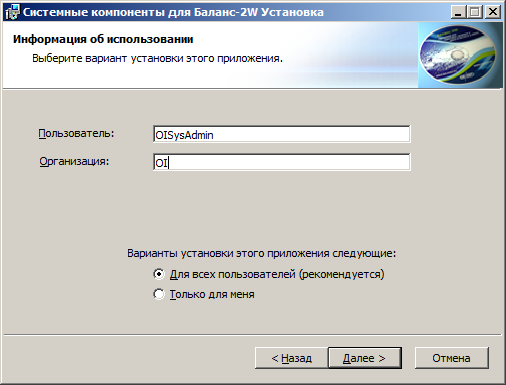 Системные компоненты для Баланс-2W Установка
Информация об использовании
Выберите вариант установки этого приложения.
Пользователь:
OISysAdmin
Организация:
OI
Варианты установки этого приложения следующие:
Для всех пользователей (рекомендуется)
Только для меня
< Назад
Далее >
Отмена